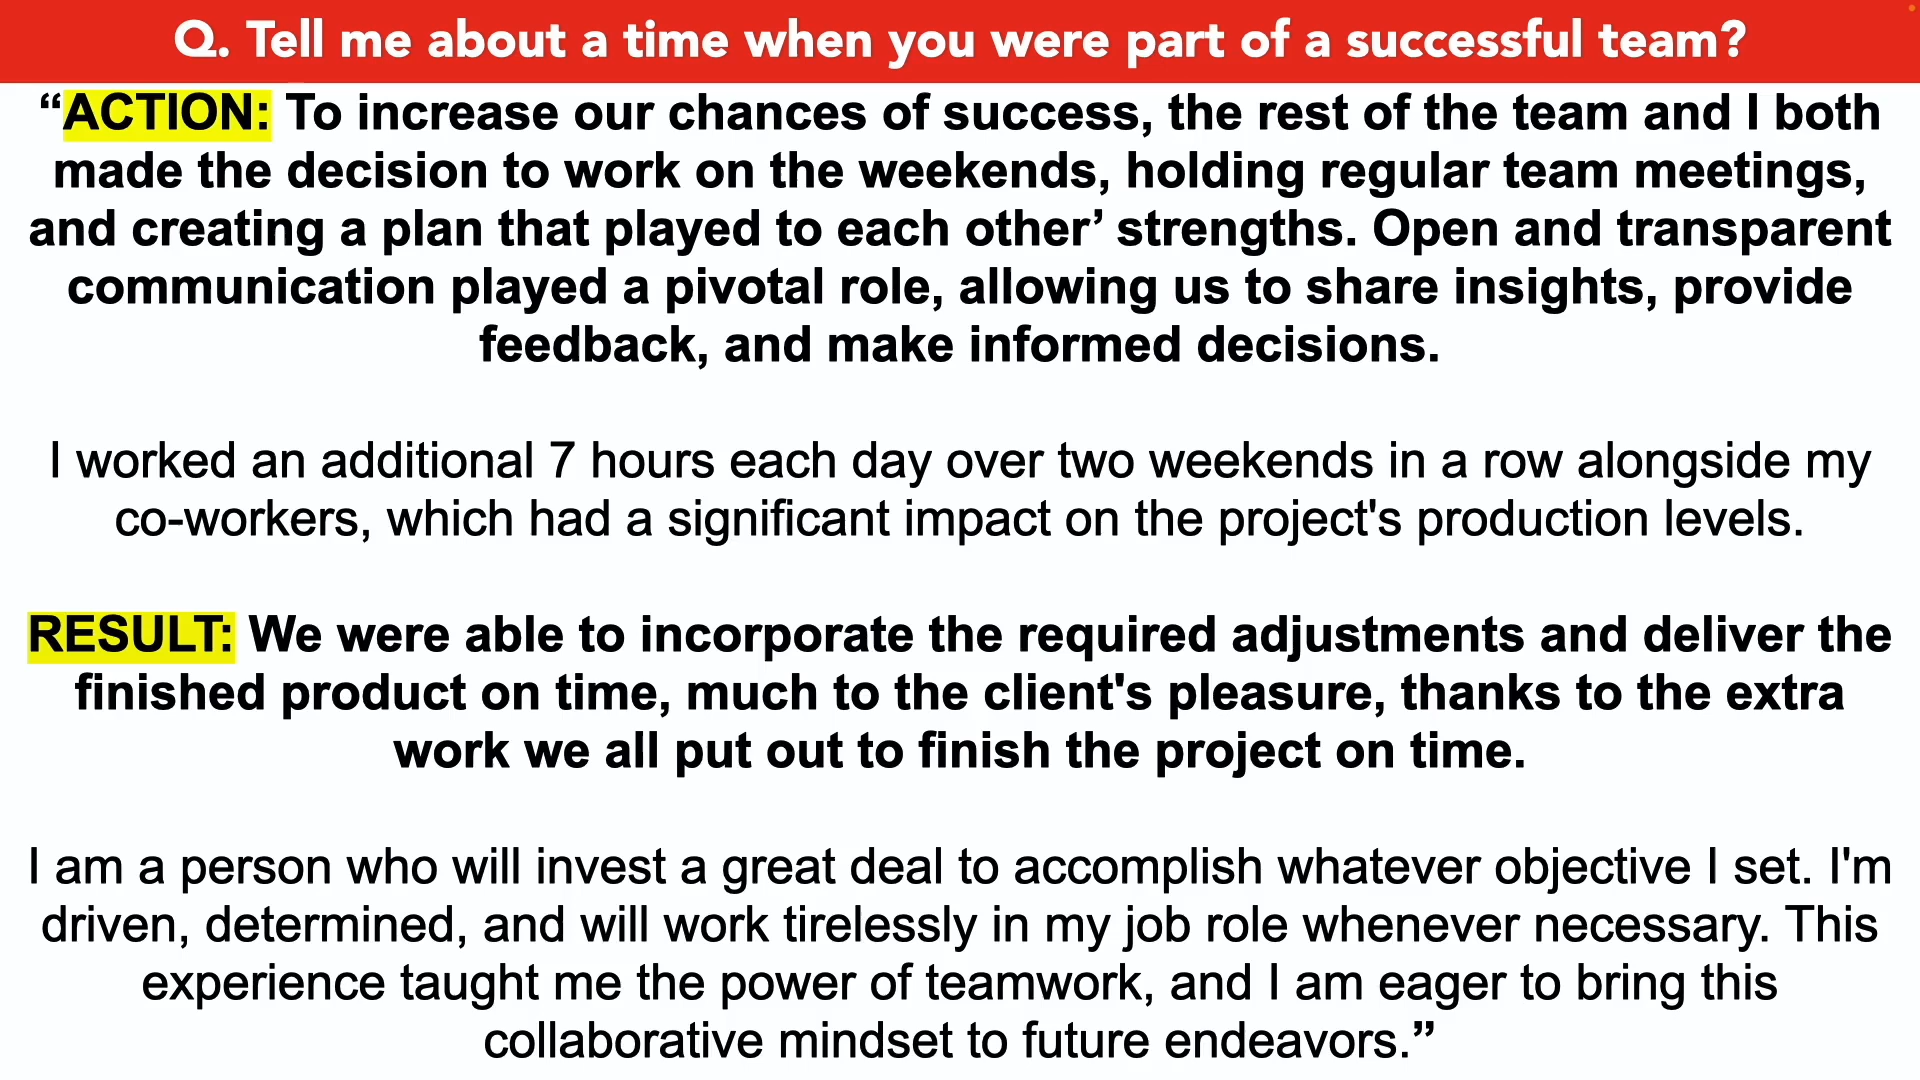 Q. Tell me about a time when you were part of a successful team?
“ACTION: To increase our chances of success, the rest of the team and I both
made the decision to work on the weekends, holding regular team meetings,
and creating a plan that played to each other’ strengths. Open and transparent
communication played a pivotal role, allowing us to share insights, provide
feedback, and make informed decisions.
I worked an additional 7 hours each day over two weekends in a row alongside my
co-workers, which had a significant impact on the project's production levels.
RESULT: We were able to incorporate the required adjustments and deliver the
finished product on time, much to the client's pleasure, thanks to the extra
work we all put out to finish the project on time.
I am a person who will invest a great deal to accomplish whatever objective I set. I'm
driven, determined, and will work tirelessly in my job role whenever necessary. This
experience taught me the power of teamwork, and I am eager to bring this
collaborative mindset to future endeavors.”